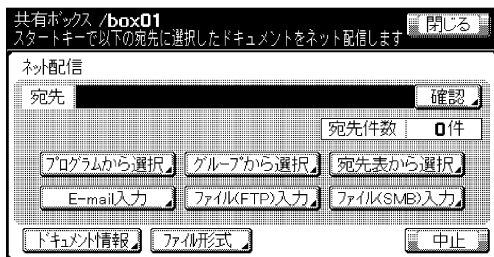 共有ボックス /box01
閉じる
スタートキーで以下の宛先に選択したドキュメントをネット配信します
ネット配信
宛先
確認
宛先件数 0件
プログラムから選択 グループから選択 宛先表から選択
E-mail入力 ファイル(FTP)入力 ファイル(SMB)入力
ドキュメント情報 ファイル形式 中止